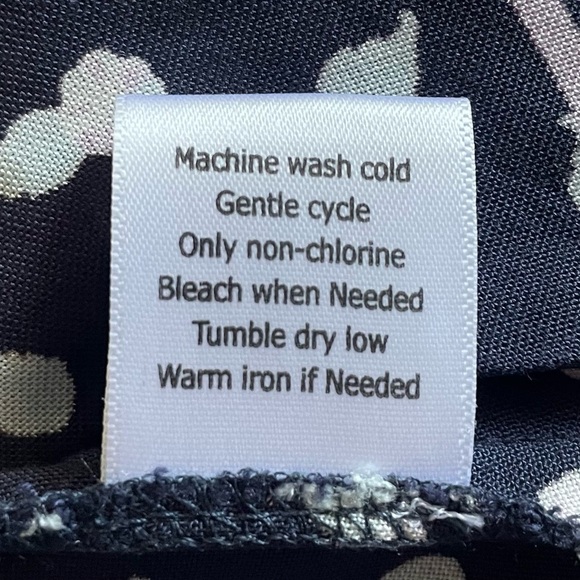 Machine wash cold
Gentle cycle
Only non-chlorine
Bleach when Needed
Tumble dry low
Warm iron if Needed